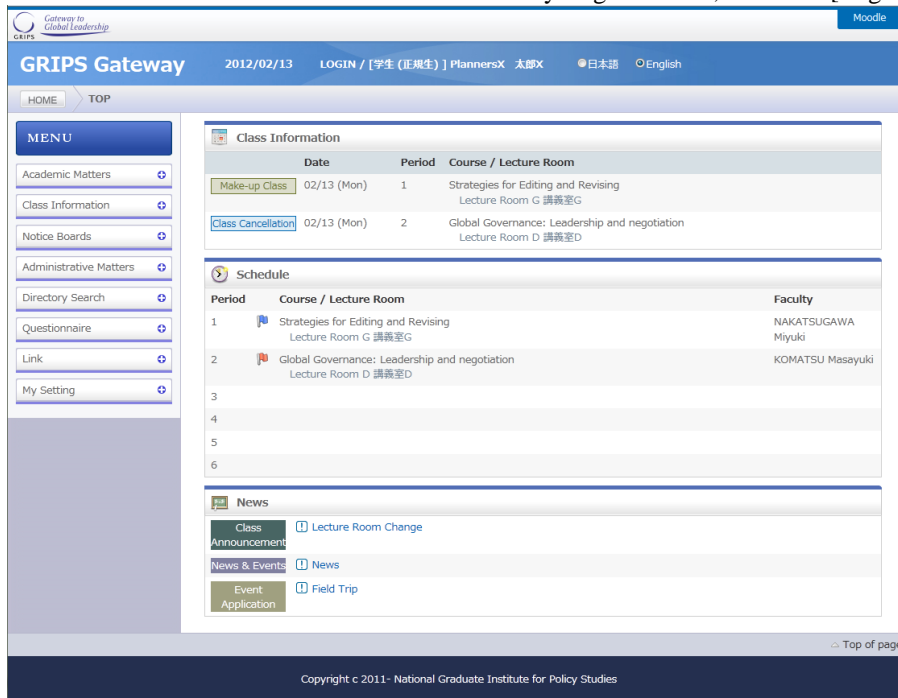 Gateway to
Global Leadership
GRIPS
Moodle
GRIPS Gateway 2012/02/13 LOGIN / [学生 (正規生) ] PlannersX 太郎X 日本語 English
HOME TOP
MENU
Academic Matters
Class Information
Notice Boards
Administrative Matters
Directory Search
Questionnaire
Link
My Setting
Class Information
Date Period Course / Lecture Room
Make-up Class 02/13 (Mon) 1 Strategies for Editing and Revising
Lecture Room G 講義室G
Class Cancellation 02/13 (Mon) 2 Global Governance: Leadership and negotiation
Lecture Room D 講義室D
Schedule
Period Course / Lecture Room Faculty
1 Strategies for Editing and Revising NAKATSUGAWA Miyuki
Lecture Room G 講義室G
2 Global Governance: Leadership and negotiation KOMATSU Masayuki
Lecture Room D 講義室D
3
4
5
6
News
Class
Announcement
Lecture Room Change
News & Events News
Event
Application
Field Trip
Top of page
Copyright c 2011- National Graduate Institute for Policy Studies